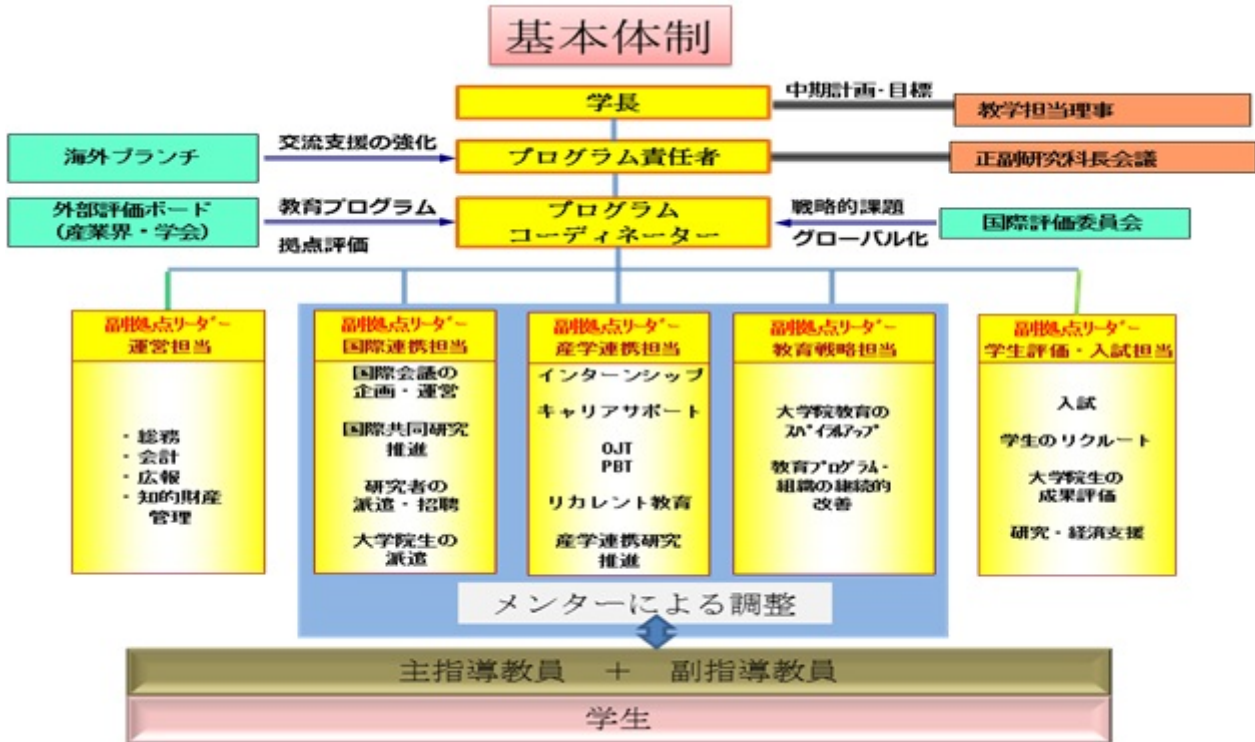 基本体制
学長
中期計画・目標
教学担当理事
海外ブランチ
交流支援の強化
プログラム責任者
正副研究科長会議
外部評価ボード
(産業界・学会)
教育プログラム
拠点評価
プログラム
コーディネーター
戦略的課題
グローバル化
国際評価委員会
副拠点リーダー
運営担当
・総務
・会計
・広報
・知的財産
管理
副拠点リーダー
国際連携担当
国際会議の
企画・運営
国際共同研究
推進
研究者の
派遣・招聘
大学院生の
派遣
副拠点リーダー
産学連携担当
インターンシップ
キャリアサポート
OJT
PBT
リカレント教育
産学連携研究
推進
副拠点リーダー
教育戦略担当
大学院教育の
スパイラルアップ
教育プログラム・
組織の継続的
改善
副拠点リーダー
学生評価・入試担当
入試
学生のリクルート
大学院生の
成果評価
研究・経済支援
メンターによる調整
主指導教員 + 副指導教員
学生